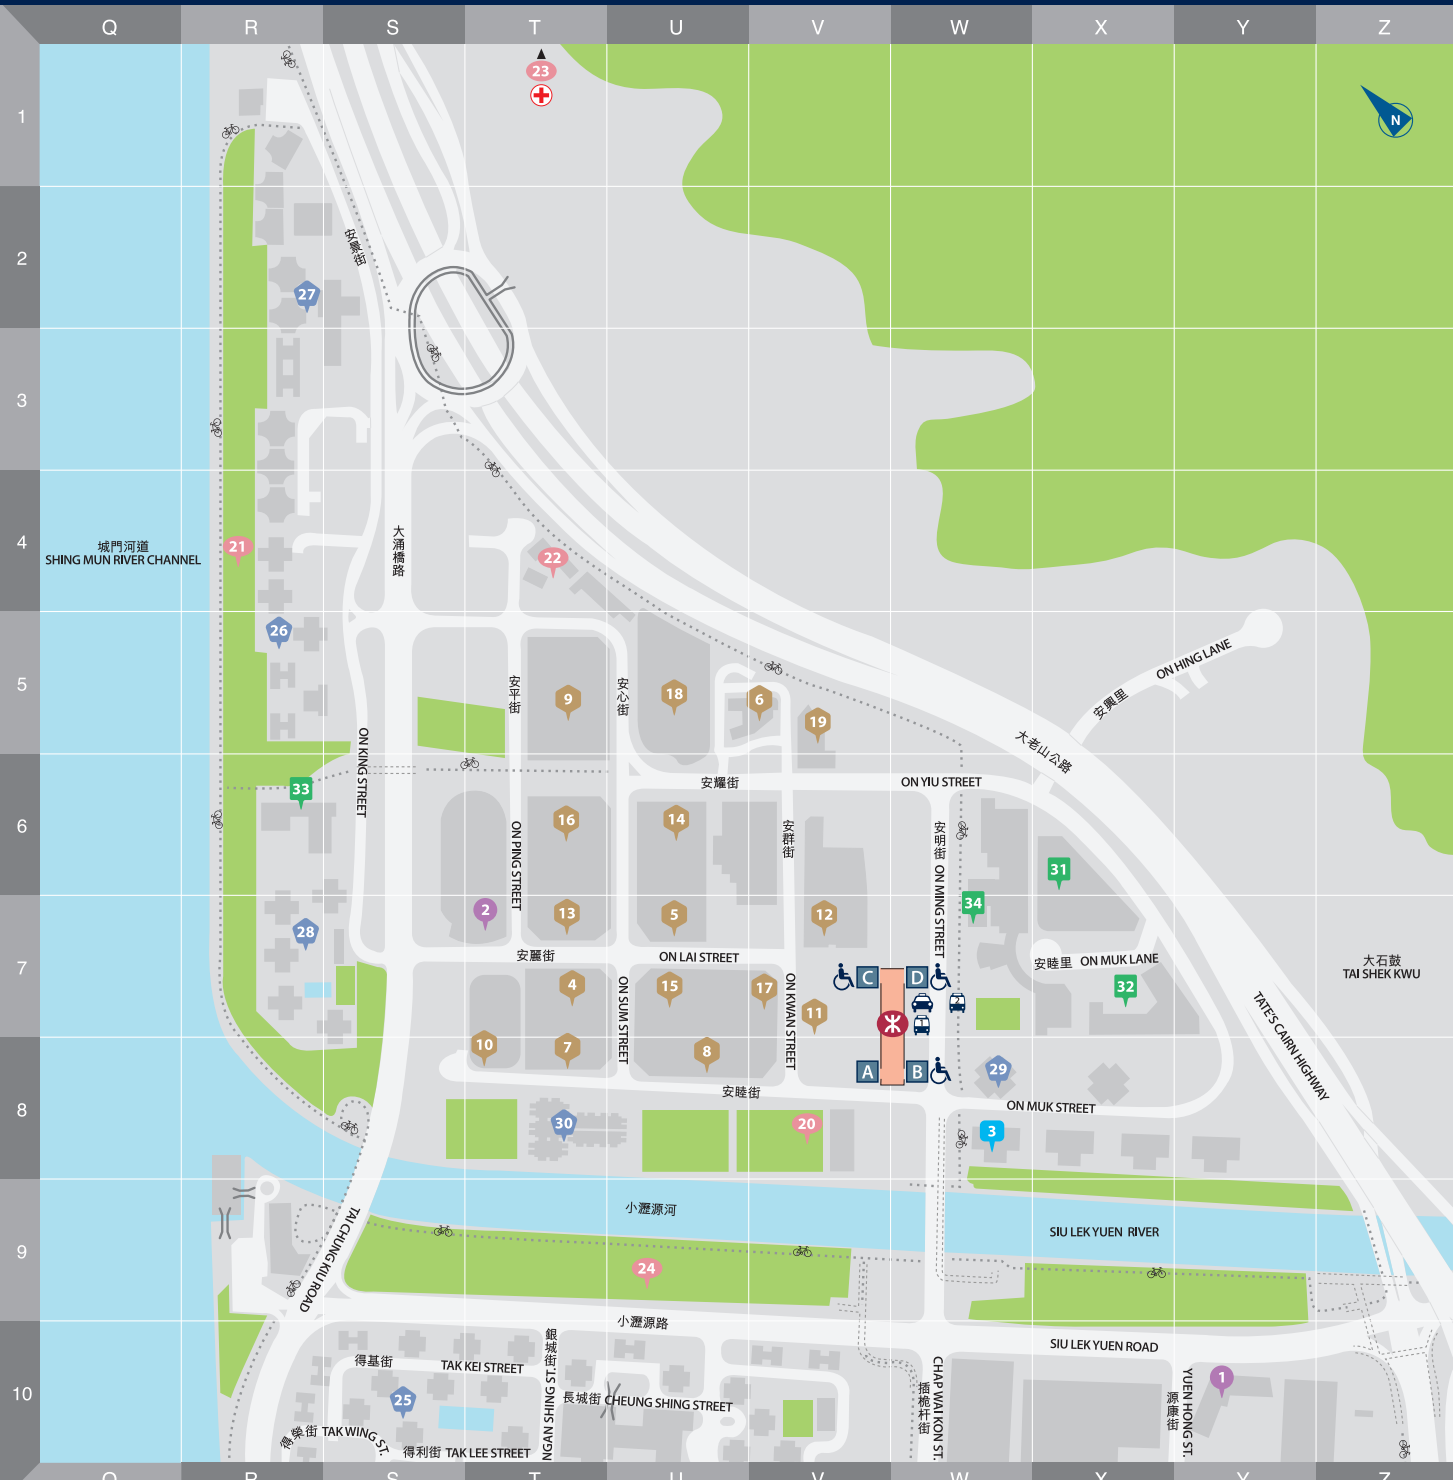 Q R S T U V W X Y Z
1
23
N
2
安景街
27
3
4
城門河道
SHING MUN RIVER CHANNEL
21
大涌橋路
22
5
26
ON HING LANE
安興里
安平街
9
安心街
18
6
19
大老山公路
ON KING STREET
33
安耀街
ON YIU STREET
6
ON PING STREET
16
14
安群街
安明街 ON MING STREET
31
34
7
28
2
13
5
12
安麗街
ON LAI STREET
安睦里 ON MUK LANE
大石鼓
TAI SHEK KWU
C
D
4
15
17
11
ON SUM STREET
ON KWAN STREET
2
1
32
TATE'S CAIRN HIGHWAY
10
7
8
A
B
29
8
安睦街
ON MUK STREET
30
20
3
9
小瀝源河
SIU LEK YUEN RIVER
TAI CHUNG KIU ROAD
24
小瀝源路
SIU LEK YUEN ROAD
10
得基街
TAK KEI STREET
銀城街
NGAN SHING ST.
25
長城街 CHEUNG SHING STREET
CHAP WAI KON ST.
插桅杆街
YUEN HONG ST.
源康街
1
得榮街 TAK WING ST.
得利街 TAK LEE STREET
Q R S T U V W X Y Z